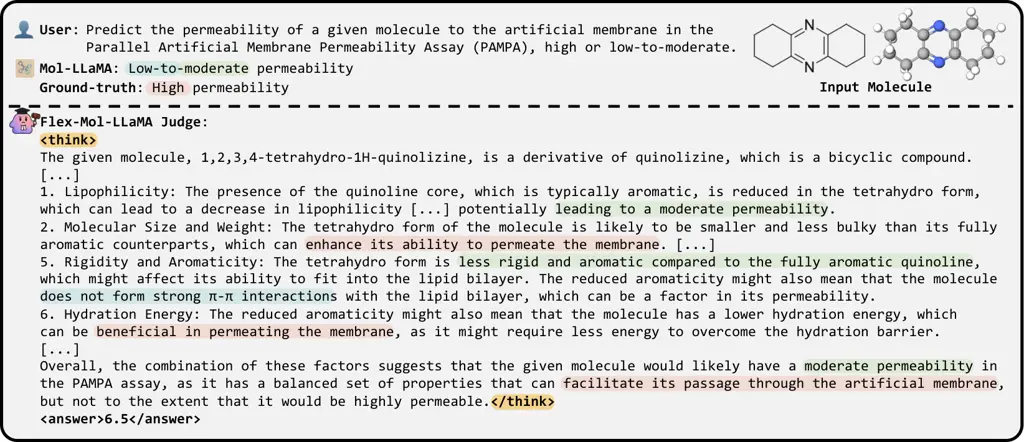 User: Predict the permeability of a given molecule to the artificial membrane in the
Parallel Artificial Membrane Permeability Assay (PAMPA), high or low-to-moderate.
Mol-LLaMA: Low-to-moderate permeability
Ground-truth: High permeability
N
N
Input Molecule
Flex-Mol-LLaMA Judge:
<think>
The given molecule, 1,2,3,4-tetrahydro-1H-quinolizine, is a derivative of quinolizine, which is a bicyclic compound.
[...]
1. Lipophilicity: The presence of the quinoline core, which is typically aromatic, is reduced in the tetrahydro form,
which can lead to a decrease in lipophilicity [...] potentially leading to a moderate permeability.
2. Molecular Size and Weight: The tetrahydro form of the molecule is likely to be smaller and less bulky than its fully
aromatic counterparts, which can enhance its ability to permeate the membrane. [...]
5. Rigidity and Aromaticity: The tetrahydro form is less rigid and aromatic compared to the fully aromatic quinoline,
which might affect its ability to fit into the lipid bilayer. The reduced aromaticity might also mean that the molecule
does not form strong π-π interactions with the lipid bilayer, which can be a factor in its permeability.
6. Hydration Energy: The reduced aromaticity might also mean that the molecule has a lower hydration energy, which
can be beneficial in permeating the membrane, as it might require less energy to overcome the hydration barrier.
[...]
Overall, the combination of these factors suggests that the given molecule would likely have a moderate permeability in
the PAMPA assay, as it has a balanced set of properties that can facilitate its passage through the artificial membrane,
but not to the extent that it would be highly permeable.</think>
<answer>6.5</answer>